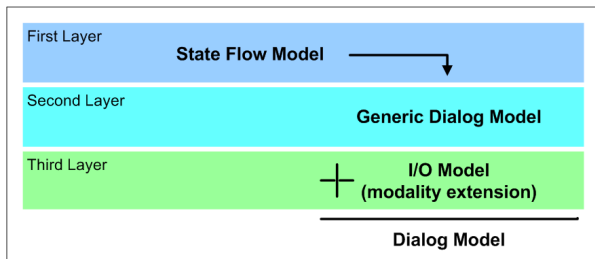 First Layer
State Flow Model
Second Layer
Generic Dialog Model
Third Layer
I/O Model
(modality extension)
Dialog Model